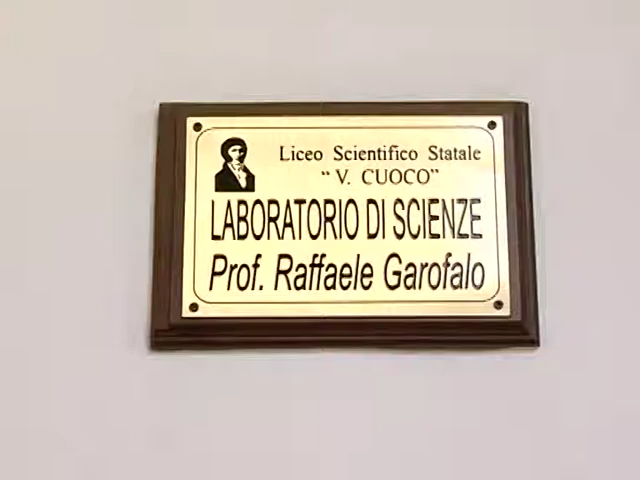 Liceo Scientifico Statale
“ V. CUOCO”
LABORATORIO DI SCIENZE
Prof. Raffaele Garofalo